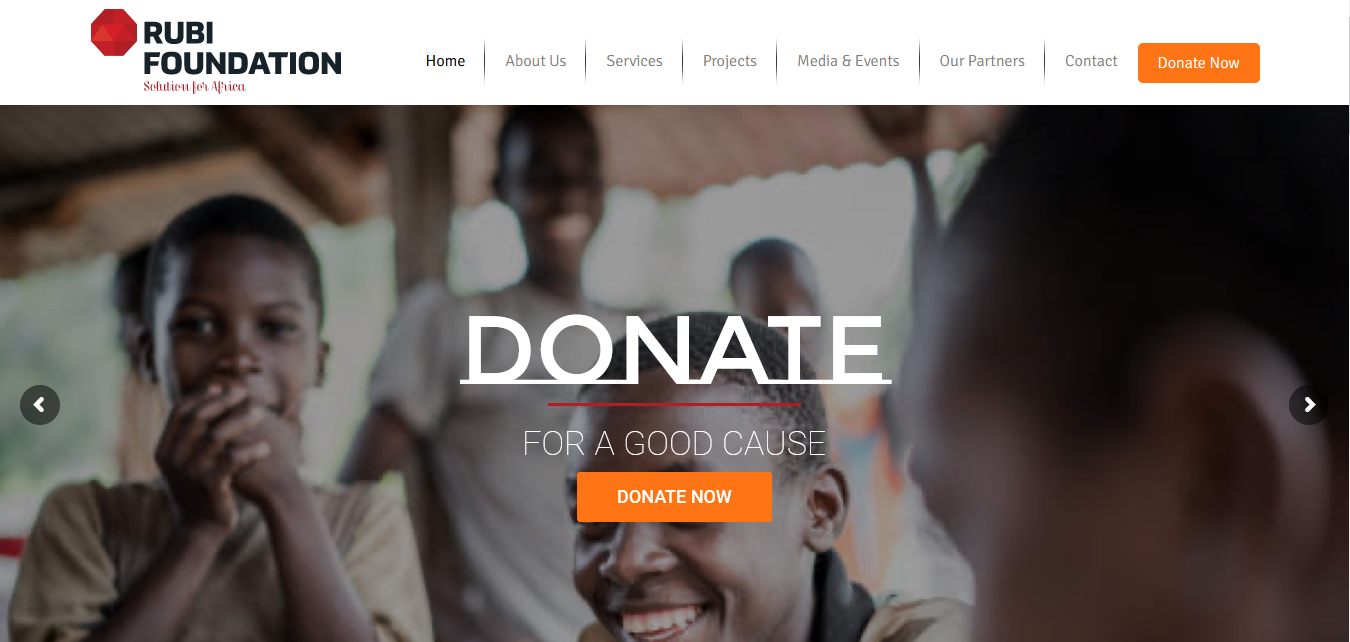 RUBI
FOUNDATION
Solution for Africa
Home
About Us
Services
Projects
Media & Events
Our Partners
Contact
Donate Now
DONATE
FOR A GOOD CAUSE
DONATE NOW